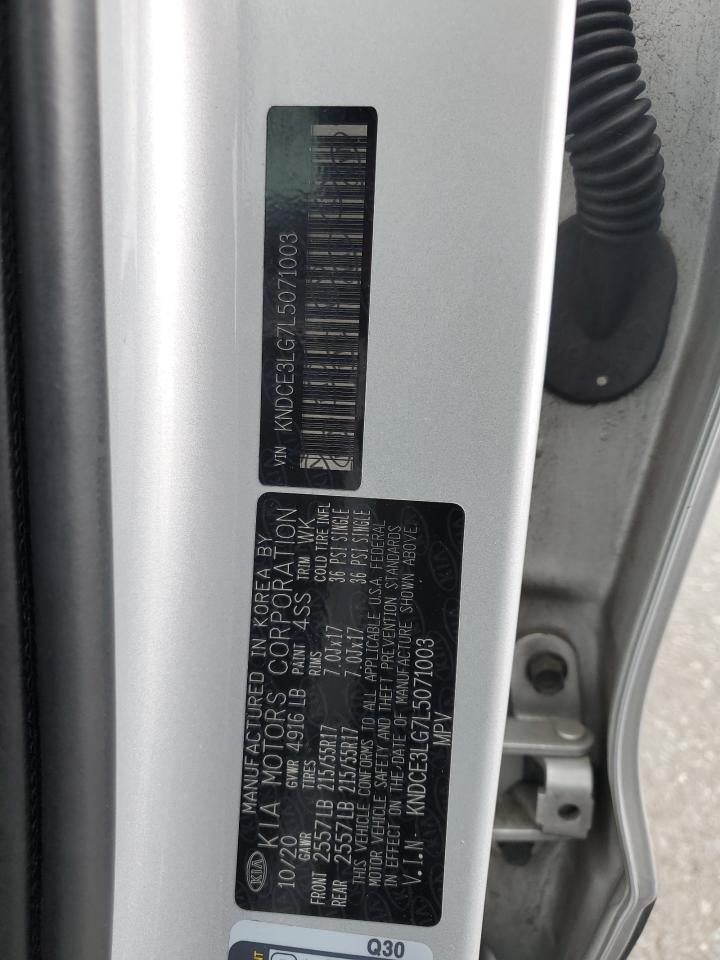 VIN KNDCE3LG7L5071003
MANUFACTURED IN KOREA BY
KIA KIA MOTORS CORPORATION
10/20 GVWR 4916 LB PAINT 4SS TRIM WK
GAWR TIRES RIMS COLD TIRE INFL
FRONT 2557LB 215/55R17 7.0Jx17 36 PSI SINGLE
REAR 2557LB 215/55R17 7.0Jx17 36 PSI SINGLE
THIS VEHICLE CONFORMS TO ALL APPLICABLE U.S.A. FEDERAL
MOTOR VEHICLE SAFETY AND THEFT PREVENTION STANDARDS
IN EFFECT ON THE DATE OF MANUFACTURE SHOWN ABOVE.
V.I.N : KNDCE3LG7L5071003
MPV
Q30